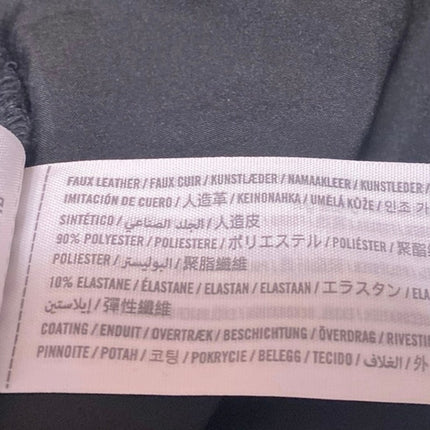 FAUX LEATHER / FAUX CUIR / KUNSTLÆDER / NAMAAKLEER / KUNSTLEDER /
IMITACIÓN DE CUERO / 人造革 / KEINONAHKA / UMĚLÁ KŮŽE / 인조 가
SINTÉTICO / الجلد الصناعي / 人造皮
90% POLYESTER / POLIESTERE / ポリエステル / POLIÉSTER / 聚酯
POLIESTER / البوليستر / 聚脂纖維
10% ELASTANE / ÉLASTANE / ELASTAN / ELASTAAN / エラスタン / ELA
إيلاستين / 彈性纖維
COATING / ENDUIT / OVERTRÆK / BESCHICHTUNG / ÖVERDRAG / RIVESTI
PINNOITE / POTAH / 코팅 / POKRYCIE / BELEGG / TECIDO / الغلاف / 外